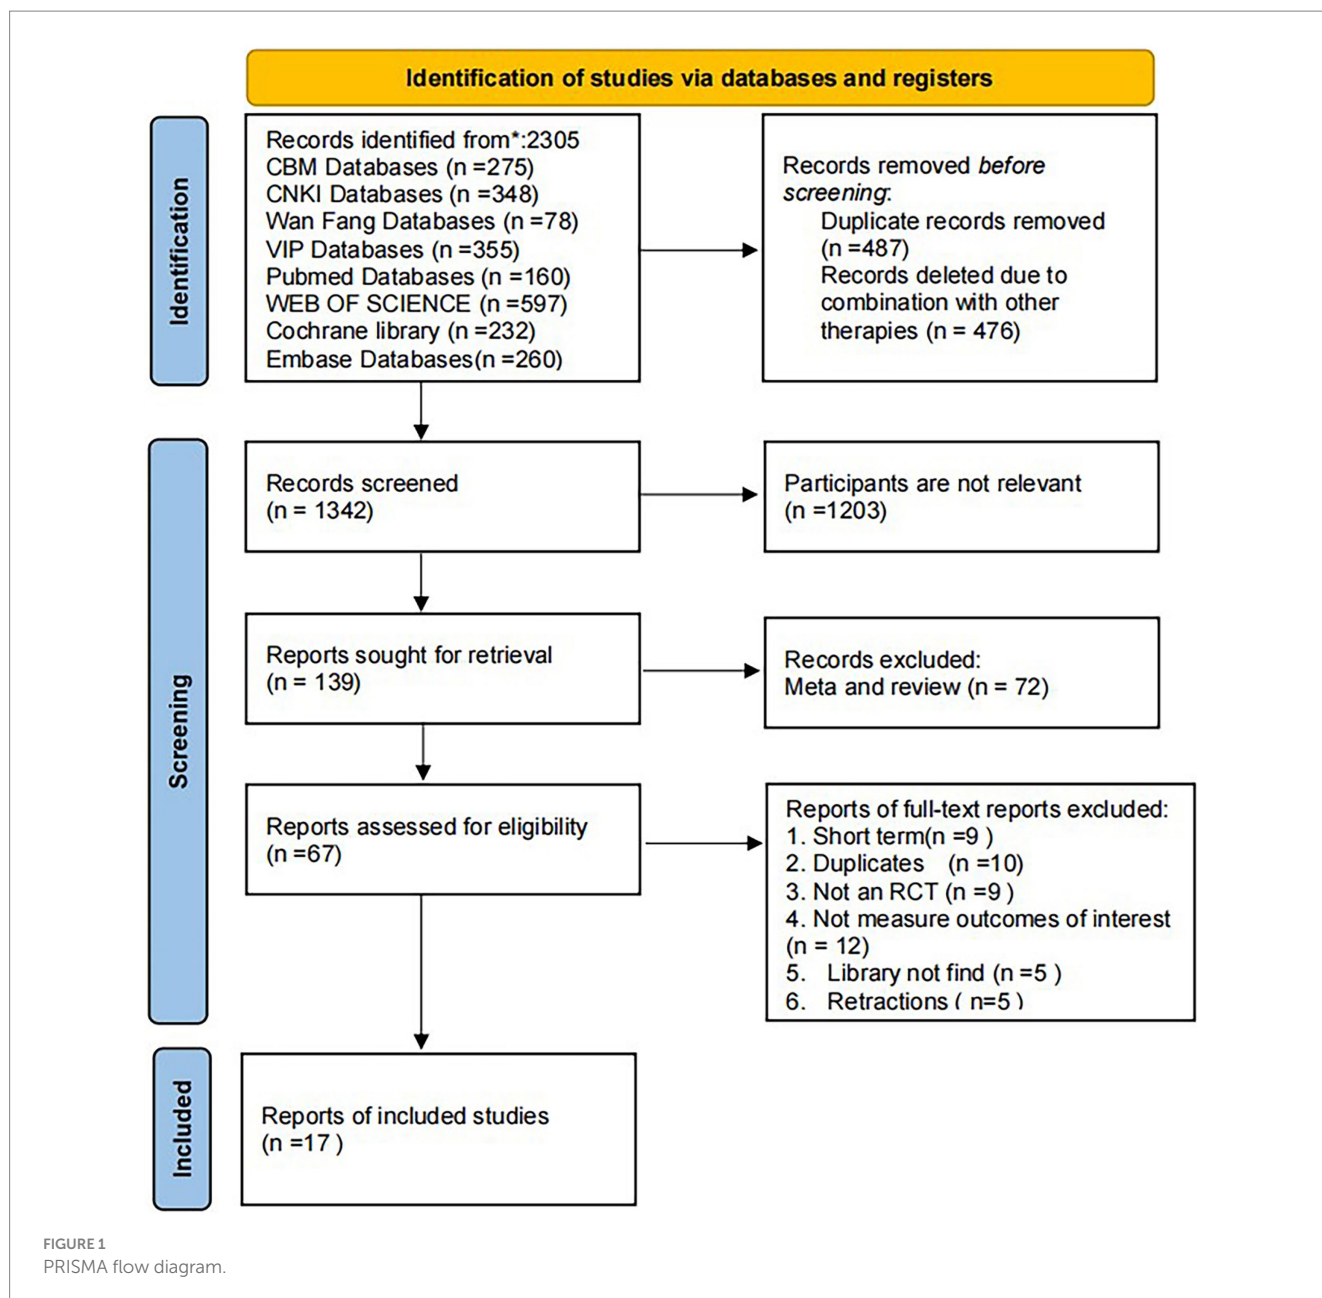 Identification of studies via databases and registers
Identification
Records identified from*:2305
CBM Databases (n =275)
CNKI Databases (n =348)
Wan Fang Databases (n =78)
VIP Databases (n =355)
Pubmed Databases (n =160)
WEB OF SCIENCE (n =597)
Cochrane library (n =232)
Embase Databases(n =260)
Records removed before
screening:
Duplicate records removed
(n =487)
Records deleted due to
combination with other
therapies (n = 476)
Screening
Records screened
(n = 1342)
Participants are not relevant
(n =1203)
Reports sought for retrieval
(n = 139)
Records excluded:
Meta and review (n = 72)
Reports assessed for eligibility
(n =67)
Reports of full-text reports excluded:
1. Short term(n =9 )
2. Duplicates (n =10)
3. Not an RCT (n =9 )
4. Not measure outcomes of interest
(n = 12)
5. Library not find (n =5 )
6. Retractions ( n=5 )
Included
Reports of included studies
(n =17 )
FIGURE 1
PRISMA flow diagram.